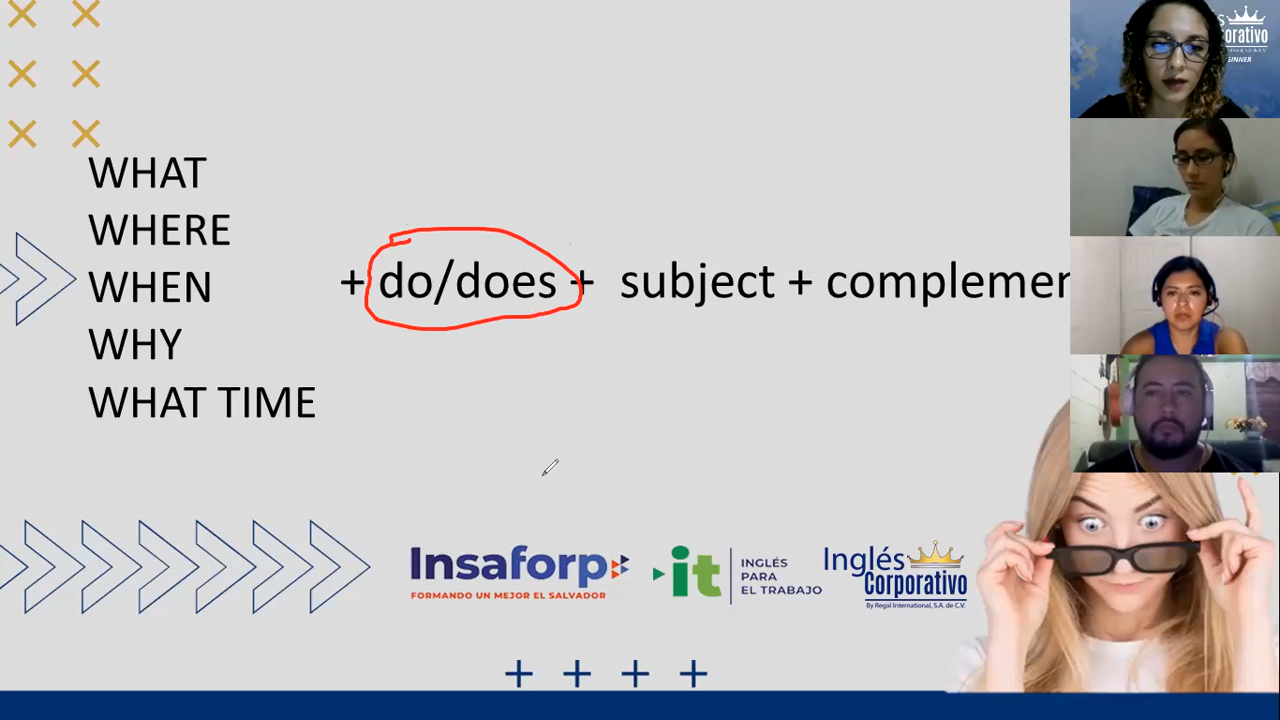 WHAT
WHERE
WHEN
WHY
WHAT TIME
+ do/does + subject + complemen
Insaforp
FORMANDO UN MEJOR EL SALVADOR
it
INGLÉS
PARA
EL TRABAJO
Inglés
Corporativo
By Regal International, S.A. de C.V.
s
orativo
INNER